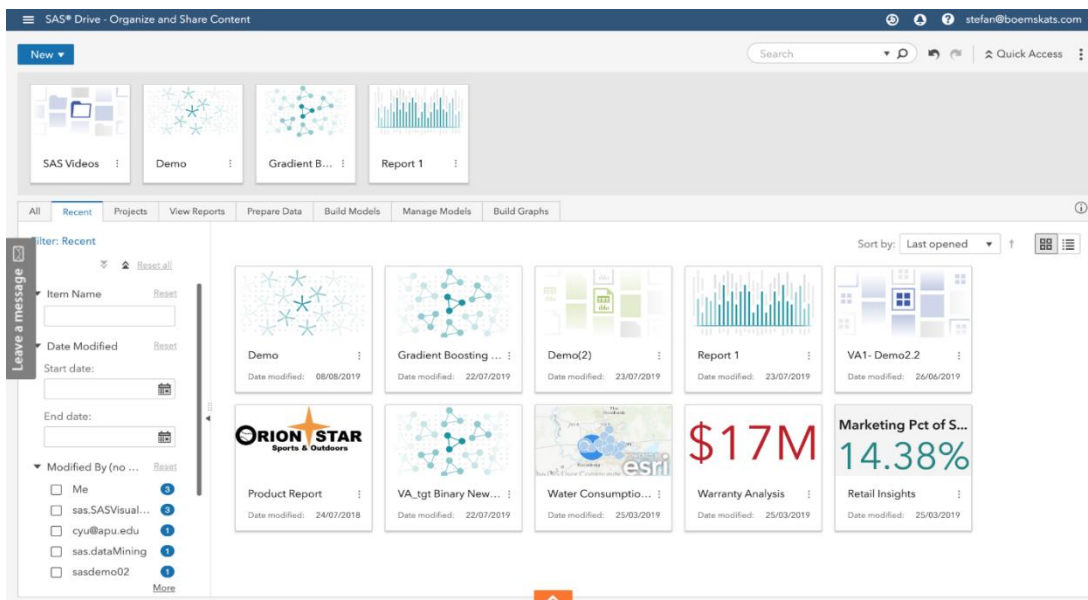 SAS® Drive - Organize and Share Content
stefan@boemskats.com
New
Search
Quick Access
SAS Videos
Demo
Gradient B...
Report 1
All
Recent
Projects
View Reports
Prepare Data
Build Models
Manage Models
Build Graphs
Filter: Recent
Sort by: Last opened
Reset all
Item Name Reset
Date Modified Reset
Start date:
End date:
Modified By (no ... Reset
Me 3
sas.SASVisual... 3
cyu@apu.edu 1
sas.dataMining 1
sasdemo02 1
More
Leave a message
Demo
Date modified: 08/08/2019
Gradient Boosting ...
Date modified: 22/07/2019
Demo(2)
Date modified: 23/07/2019
Report 1
Date modified: 23/07/2019
VA1- Demo2.2
Date modified: 26/06/2019
ORION STAR
Sports & Outdoors
Product Report
Date modified: 24/07/2018
VA_tgt Binary New...
Date modified: 22/07/2019
esri
Water Consumptio...
Date modified: 25/03/2019
$17M
Warranty Analysis
Date modified: 25/03/2019
Marketing Pct of S...
14.38%
Retail Insights
Date modified: 25/03/2019